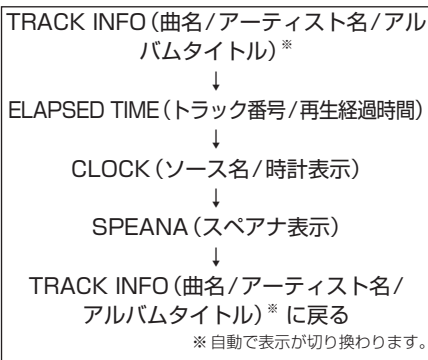 TRACK INFO（曲名/アーティスト名/アル
バムタイトル）※
↓
ELAPSED TIME（トラック番号/再生経過時間）
↓
CLOCK（ソース名/時計表示）
↓
SPEANA（スペアナ表示）
↓
TRACK INFO（曲名/アーティスト名/
アルバムタイトル）※ に戻る
※ 自動で表示が切り換わります。